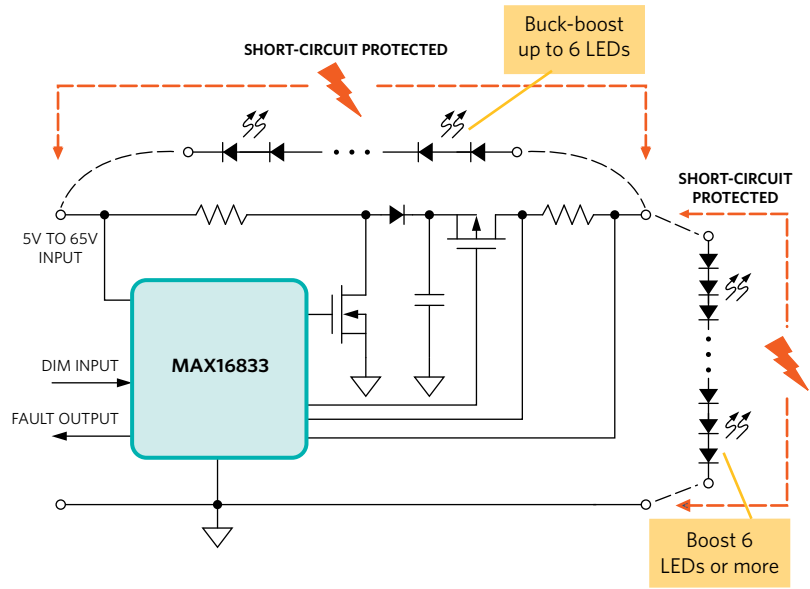 Buck-boost
up to 6 LEDs
SHORT-CIRCUIT PROTECTED
SHORT-CIRCUIT
PROTECTED
5V TO 65V
INPUT
MAX16833
DIM INPUT
FAULT OUTPUT
Boost 6
LEDs or more